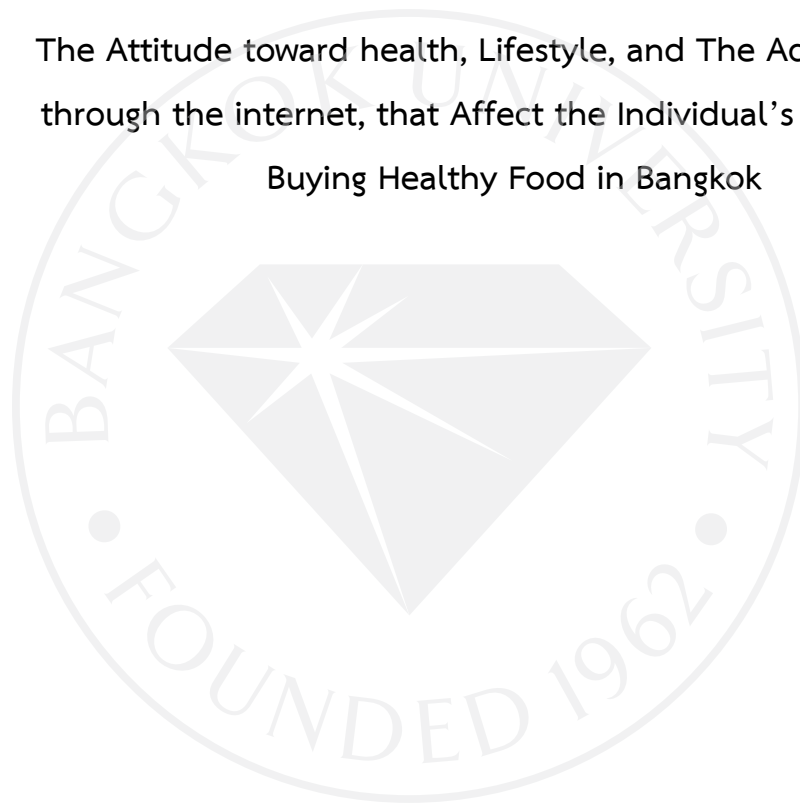 The Attitude toward health, Lifestyle, and The
through the internet, that Affect the Individual’s
Buying Healthy Food in Bangkok
BANGKOK UNIVERSITY
FOUNDED 1962